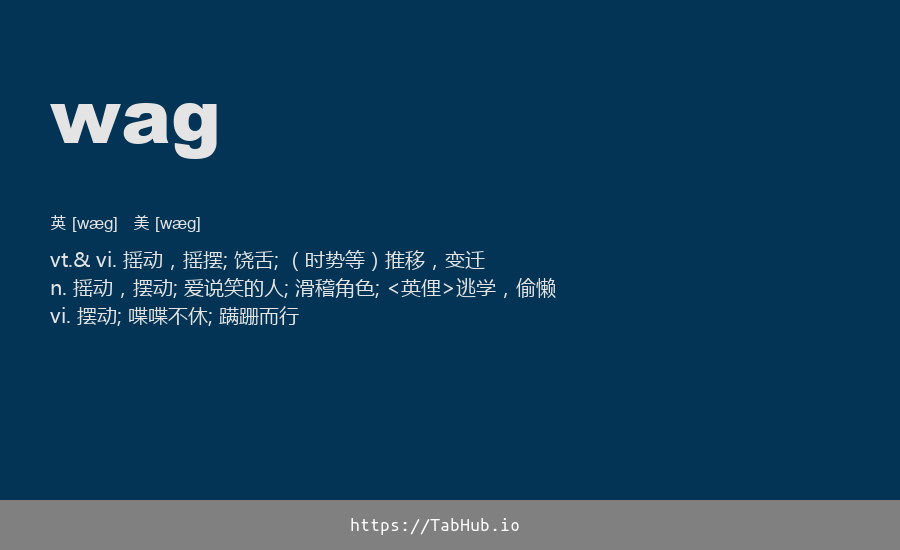 wag
英 [wæg] 美 [wæg]
vt.& vi. 摇动，摇摆; 饶舌; （时势等）推移，变迁
n. 摇动，摆动; 爱说笑的人; 滑稽角色; <英俚>逃学，偷懒
vi. 摆动; 喋喋不休; 蹒跚而行
https://TabHub.io